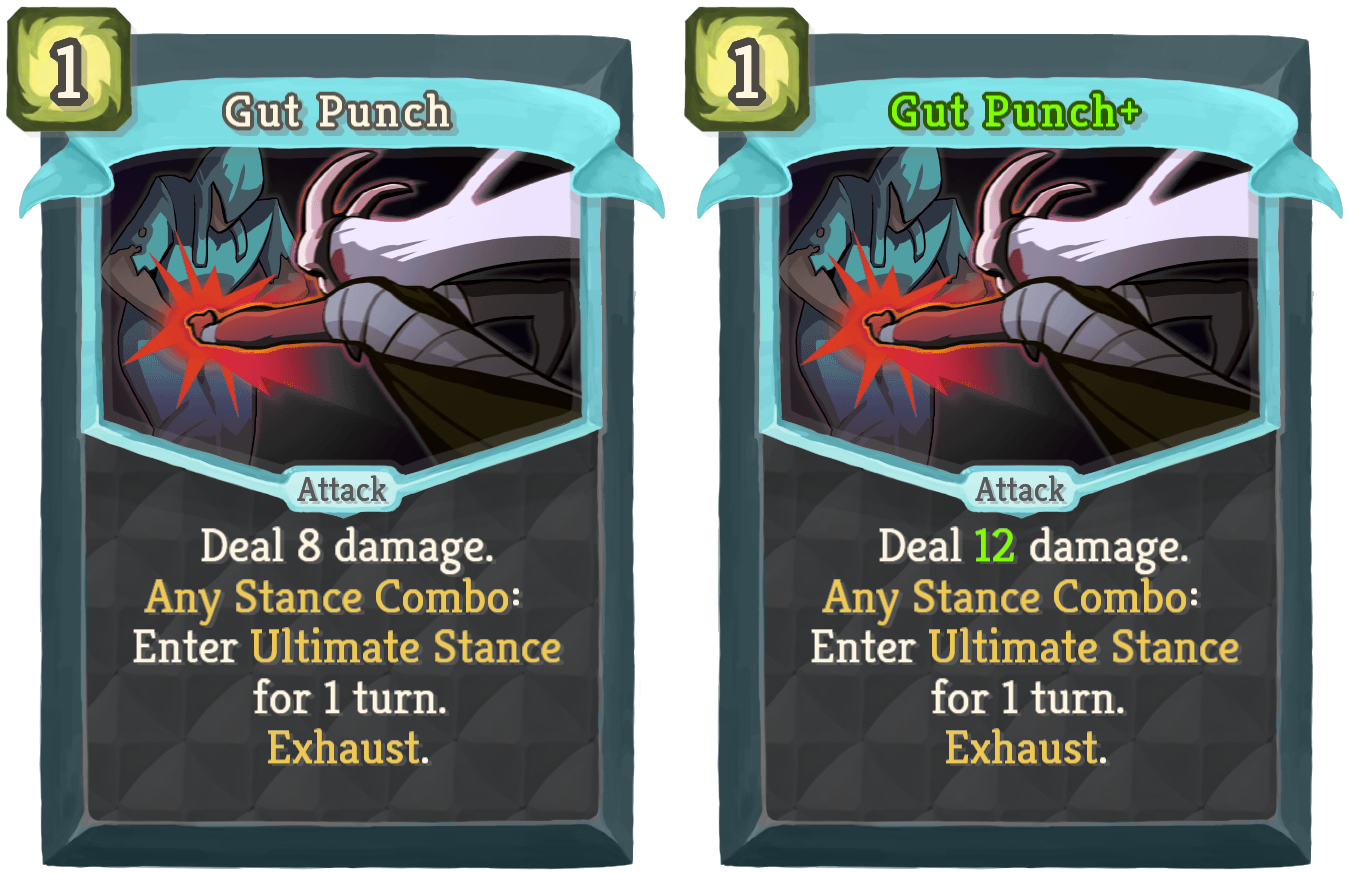 1
Gut Punch
Attack
Deal 8 damage.
Any Stance Combo:
Enter Ultimate Stance
for 1 turn.
Exhaust.
1
Gut Punch+
Attack
Deal 12 damage.
Any Stance Combo:
Enter Ultimate Stance
for 1 turn.
Exhaust.